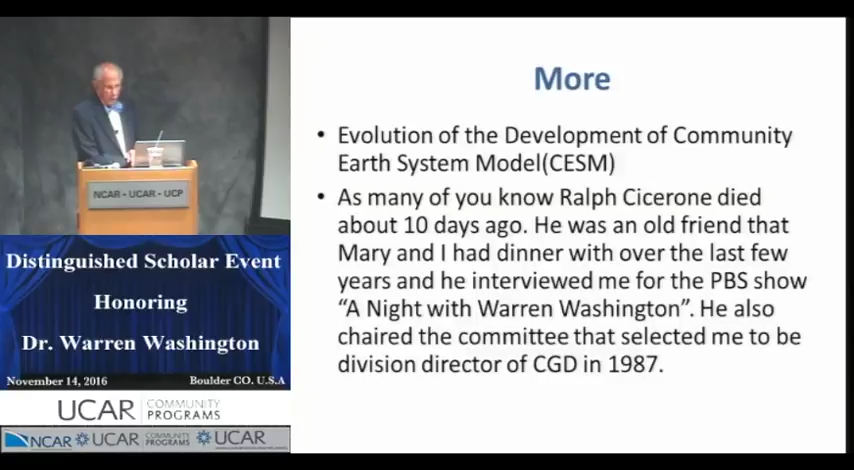 NCAR - UCAR - UCP
Distinguished Scholar Event
Honoring
Dr. Warren Washington
November 14, 2016 Boulder CO. U.S.A
UCAR COMMUNITY PROGRAMS
NCAR UCAR COMMUNITY PROGRAMS UCAR
More
• Evolution of the Development of Community
Earth System Model(CESM)
• As many of you know Ralph Cicerone died
about 10 days ago. He was an old friend that
Mary and I had dinner with over the last few
years and he interviewed me for the PBS show
“A Night with Warren Washington”. He also
chaired the committee that selected me to be
division director of CGD in 1987.